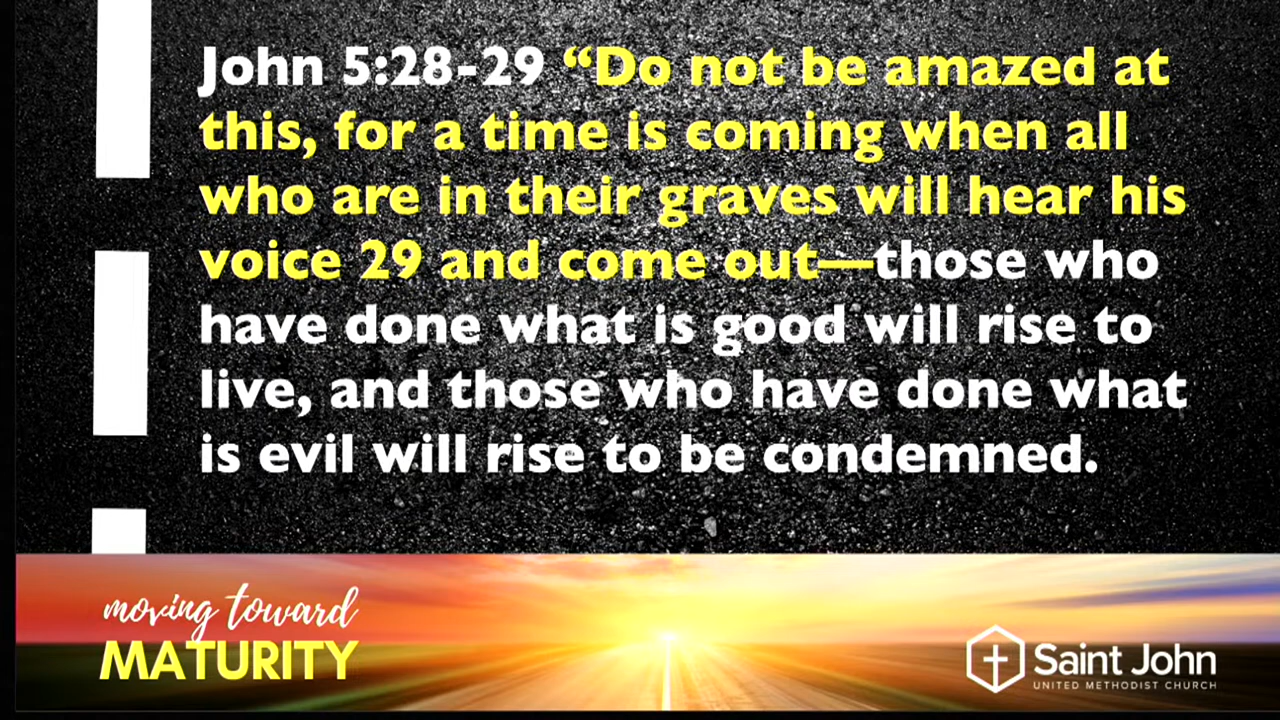 John 5:28-29 “Do not be amazed at
this, for a time is coming when all
who are in their graves will hear his
voice 29 and come out—those who
have done what is good will rise to
live, and those who have done what
is evil will rise to be condemned.
moving toward
MATURITY
Saint John
UNITED METHODIST CHURCH